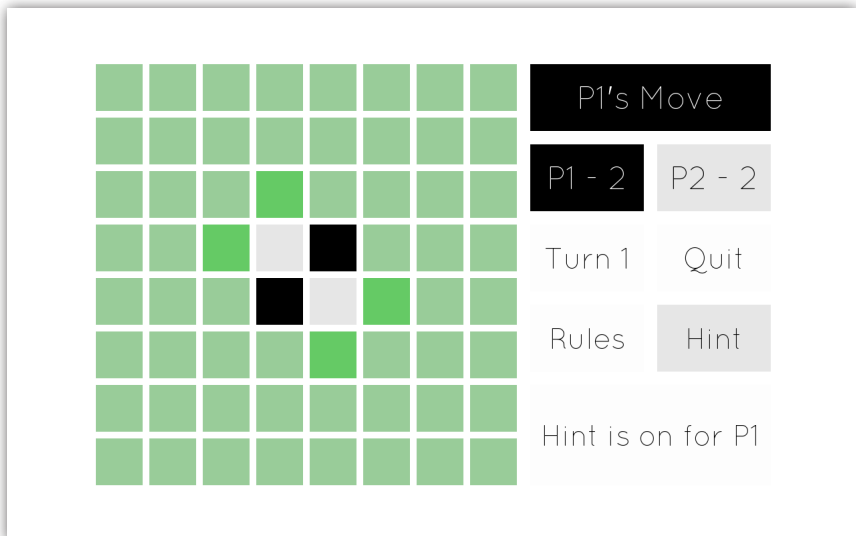 P1's Move
P1 - 2
P2 - 2
Turn 1
Quit
Rules
Hint
Hint is on for P1